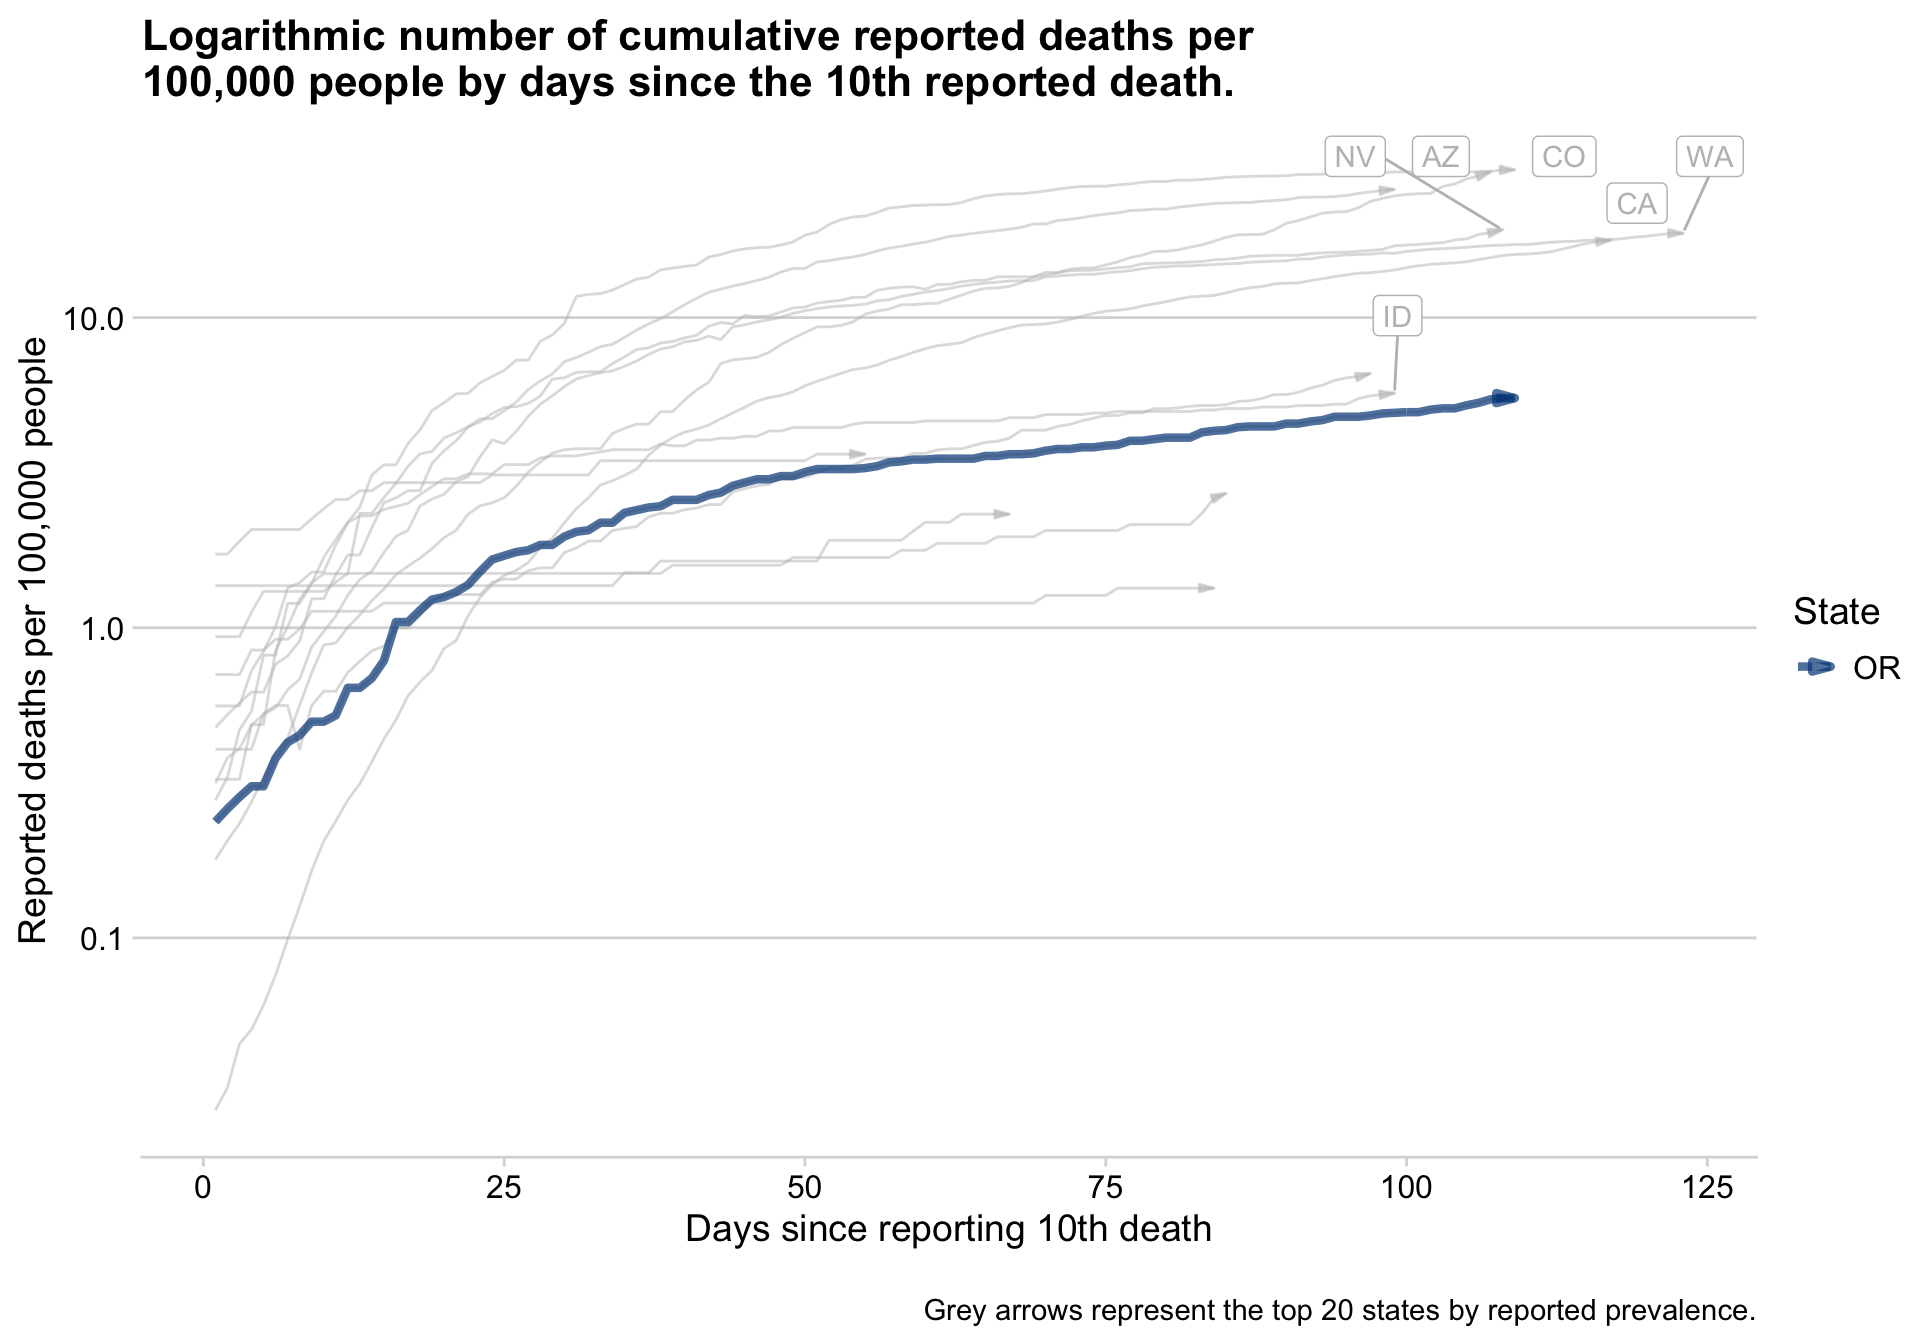 Logarithmic number of cumulative reported deaths per
100,000 people by days since the 10th reported death.
NV
AZ
CO
WA
CA
ID
10.0
1.0
0.1
Reported deaths per 100,000 people
State
OR
0
25
50
75
100
125
Days since reporting 10th death
Grey arrows represent the top 20 states by reported prevalence.